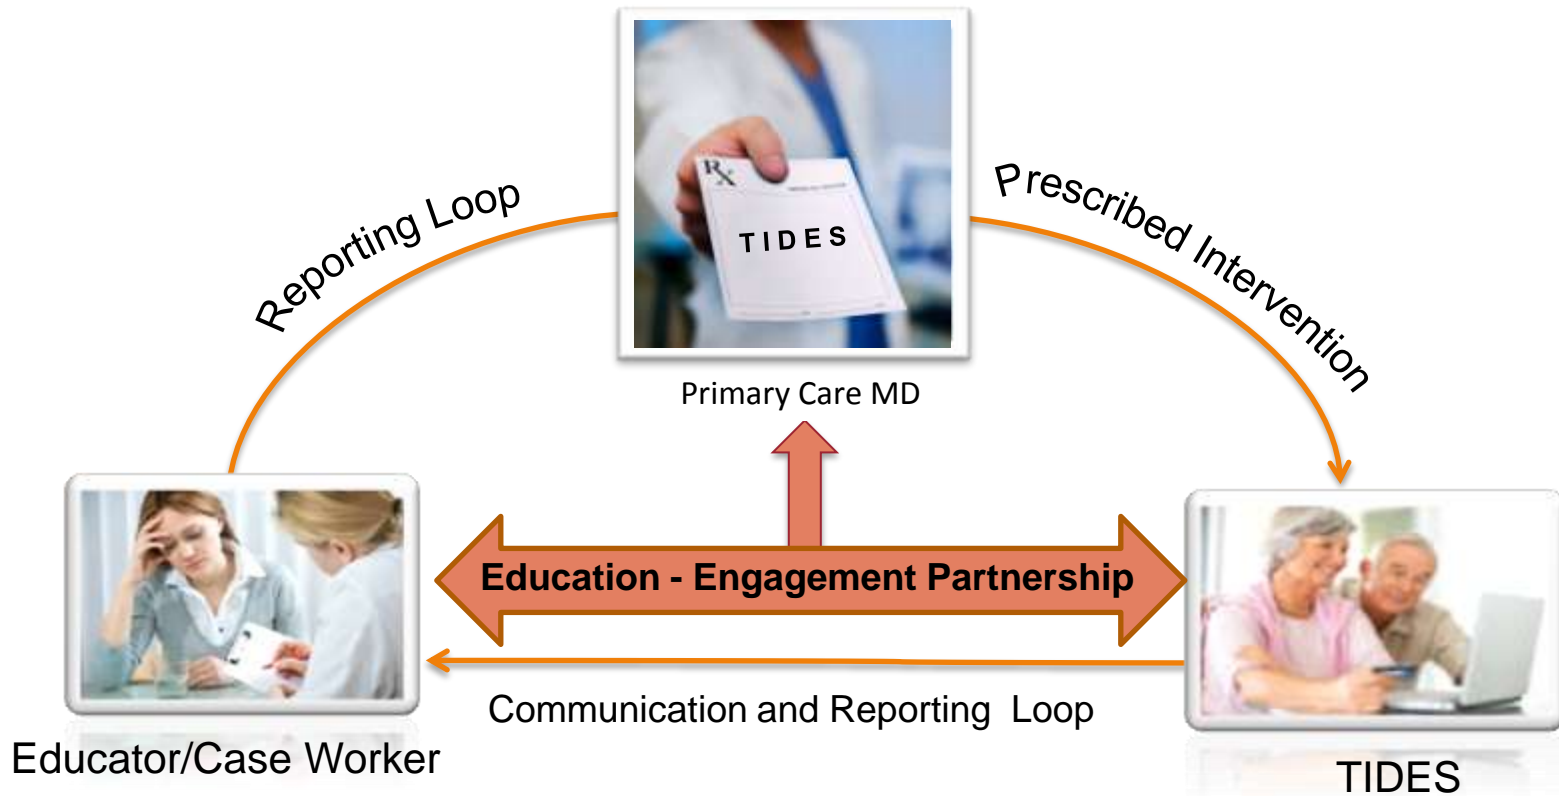 Rx
TIDES
Reporting Loop
Prescribed Intervention
Primary Care MD
Education - Engagement Partnership
Communication and Reporting Loop
Educator/Case Worker
TIDES